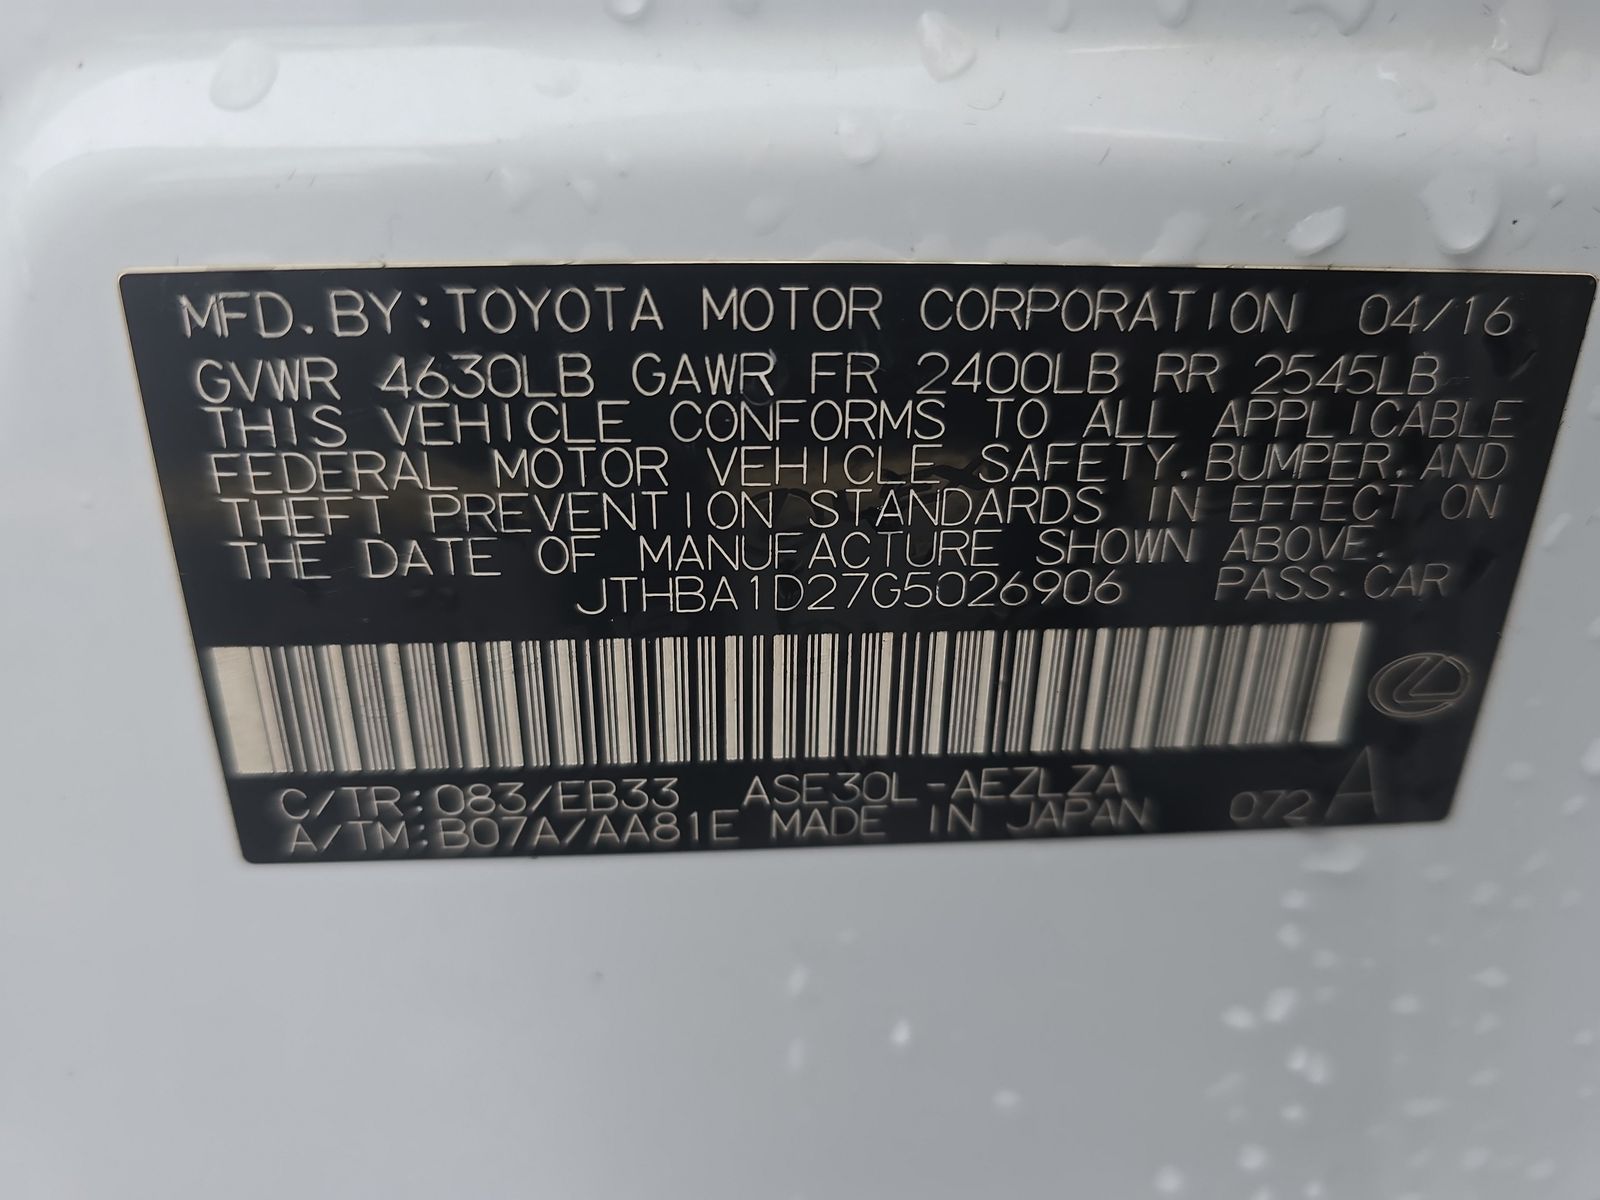 MFD. BY: TOYOTA MOTOR CORPORATION 04/16
GVWR 4630LB GAWR FR 2400LB RR 2545LB
THIS VEHICLE CONFORMS TO ALL APPLICABLE
FEDERAL MOTOR VEHICLE SAFETY, BUMPER, AND
THEFT PREVENTION STANDARDS IN EFFECT ON
THE DATE OF MANUFACTURE SHOWN ABOVE.
JTHBA1D27G5026906 PASS. CAR
C/TR: 083/EB33 ASE30L-AEZLZA
A/TM: B07A/AA81E MADE IN JAPAN 072 A